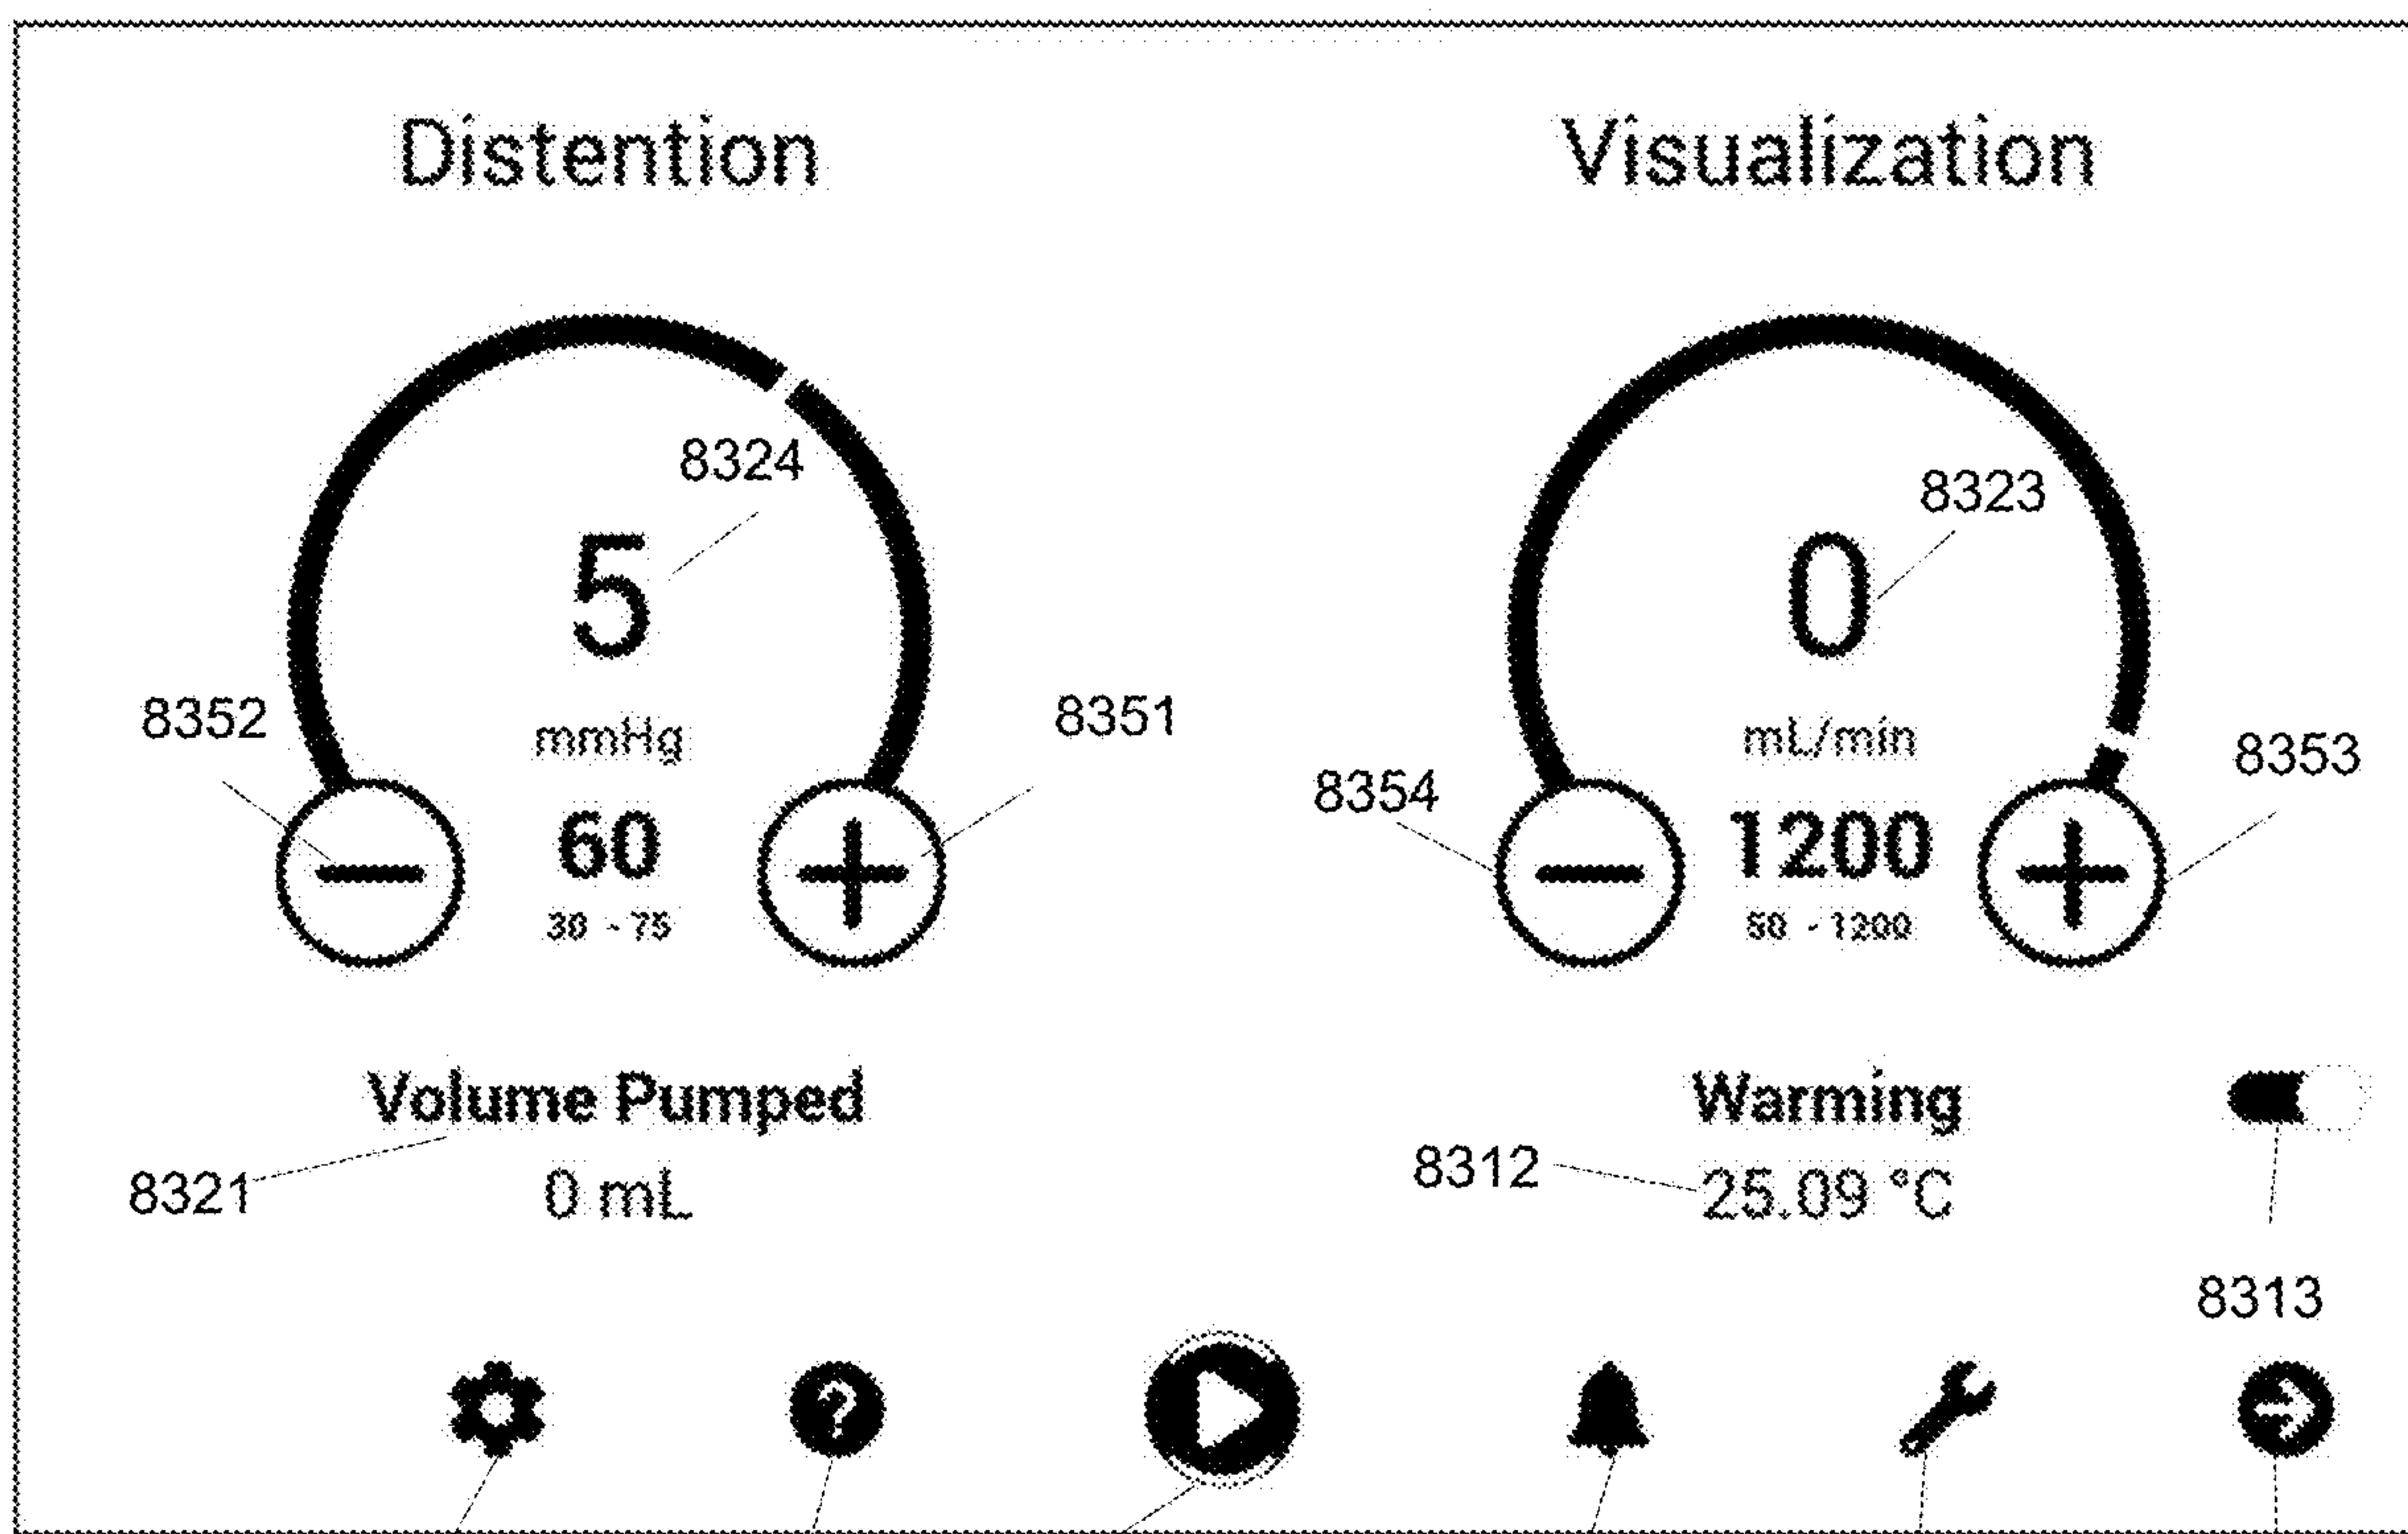 Distention
Visualization
8324
8323
5
0
8352
mmHg
8351
mL/min
8353
8354
60
1200
30 - 75
50 - 1200
Volume Pumped
Warming
8321
0 mL
8312
25.09 °C
8313
?